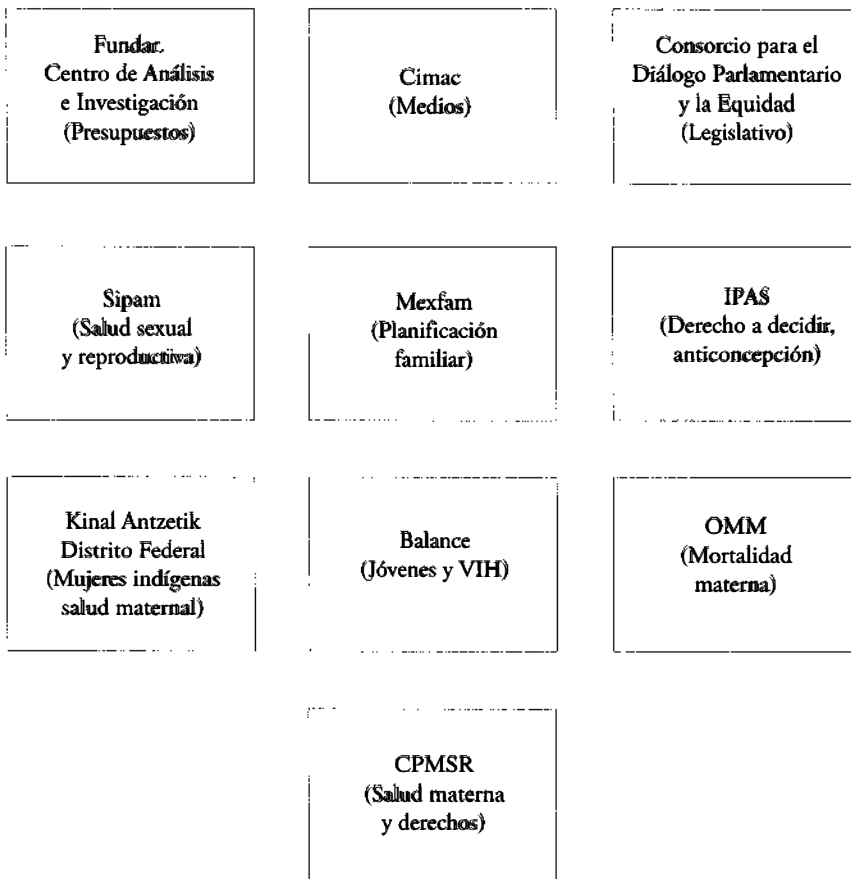 Fundar.
Centro de Análisis
e Investigación
(Presupuestos)
Cimac
(Medios)
Consorcio para el
Diálogo Parlamentario
y la Equidad
(Legislativo)
Sipam
(Salud sexual
y reproductiva)
Mexfam
(Planificación
familiar)
IPAS
(Derecho a decidir,
anticoncepción)
Kinal Antzetik
Distrito Federal
(Mujeres indígenas
salud maternal)
Balance
(Jóvenes y VIH)
OMM
(Mortalidad
materna)
CPMSR
(Salud materna
y derechos)